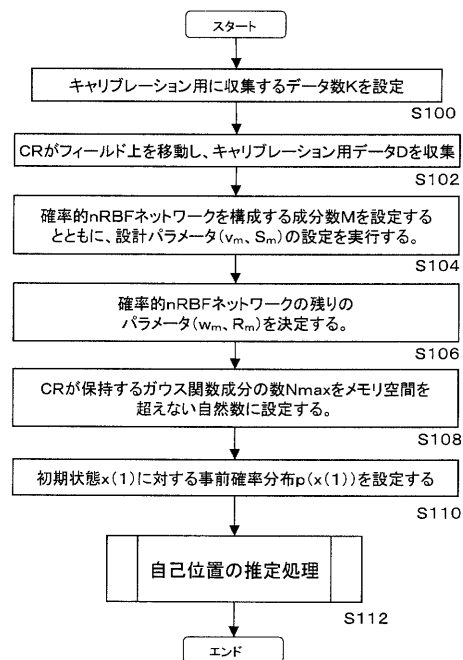 スタート
キャリブレーション用に収集するデータ数Kを設定
S100
CRがフィールド上を移動し、キャリブレーション用データDを収集
S102
確率的nRBFネットワークを構成する成分数Mを設定する
とともに、設計パラメータ(vm、Sm)の設定を実行する。
S104
確率的nRBFネットワークの残りの
パラメータ(wm、Rm)を決定する。
S106
CRが保持するガウス関数成分の数Nmaxをメモリ空間を
超えない自然数に設定する。
S108
初期状態x(1)に対する事前確率分布p(x(1))を設定する
S110
自己位置の推定処理
S112
エンド